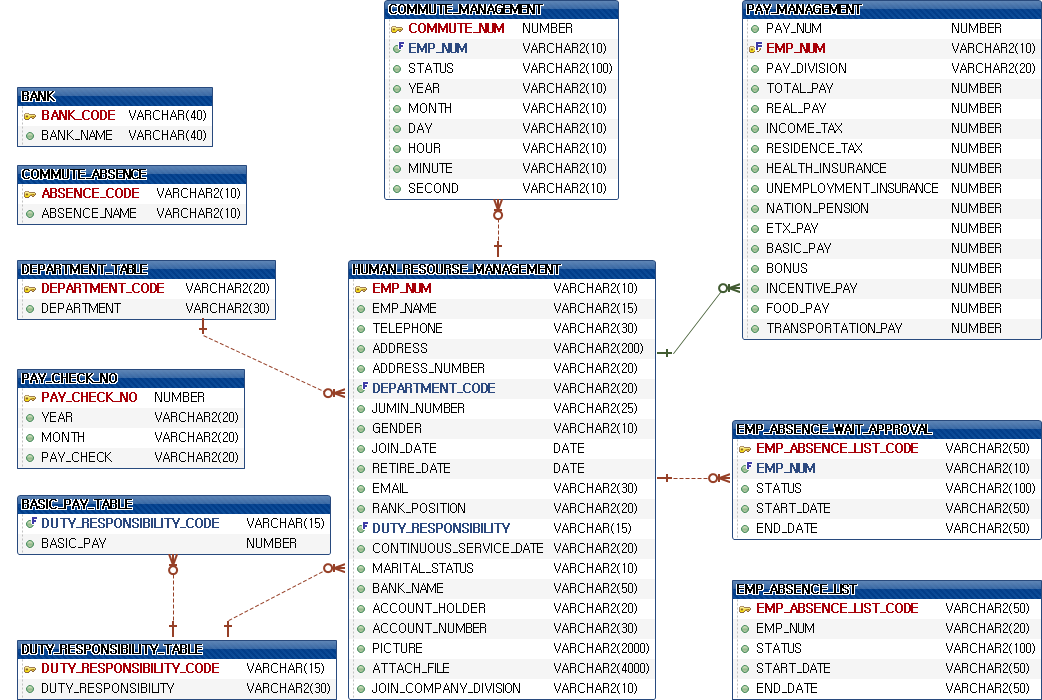 COMMUTE_MANAGEMENT
COMMUTE_NUM NUMBER
EMP_NUM VARCHAR2(10)
STATUS VARCHAR2(100)
YEAR VARCHAR2(10)
MONTH VARCHAR2(10)
DAY VARCHAR2(10)
HOUR VARCHAR2(10)
MINUTE VARCHAR2(10)
SECOND VARCHAR2(10)
PAY_MANAGEMENT
PAY_NUM NUMBER
EMP_NUM VARCHAR2(10)
PAY_DIVISION VARCHAR2(20)
TOTAL_PAY NUMBER
REAL_PAY NUMBER
INCOME_TAX NUMBER
RESIDENCE_TAX NUMBER
HEALTH_INSURANCE NUMBER
UNEMPLOYMENT_INSURANCE NUMBER
NATION_PENSION NUMBER
ETX_PAY NUMBER
BASIC_PAY NUMBER
BONUS NUMBER
INCENTIVE_PAY NUMBER
FOOD_PAY NUMBER
TRANSPORTATION_PAY NUMBER
BANK
BANK_CODE VARCHAR(40)
BANK_NAME VARCHAR(40)
COMMUTE_ABSENCE
ABSENCE_CODE VARCHAR2(10)
ABSENCE_NAME VARCHAR2(10)
DEPARTMENT_TABLE
DEPARTMENT_CODE VARCHAR2(20)
DEPARTMENT VARCHAR2(30)
PAY_CHECK_NO
PAY_CHECK_NO NUMBER
YEAR VARCHAR2(20)
MONTH VARCHAR2(20)
PAY_CHECK VARCHAR2(20)
BASIC_PAY_TABLE
DUTY_RESPONSIBILITY_CODE VARCHAR(15)
BASIC_PAY NUMBER
DUTY_RESPONSIBILITY_TABLE
DUTY_RESPONSIBILITY_CODE VARCHAR(15)
DUTY_RESPONSIBILITY VARCHAR2(30)
HUMAN_RESOURSE_MANAGEMENT
EMP_NUM VARCHAR2(10)
EMP_NAME VARCHAR2(15)
TELEPHONE VARCHAR2(30)
ADDRESS VARCHAR2(200)
ADDRESS_NUMBER VARCHAR2(20)
DEPARTMENT_CODE VARCHAR2(20)
JUMIN_NUMBER VARCHAR2(25)
GENDER VARCHAR2(10)
JOIN_DATE DATE
RETIRE_DATE DATE
EMAIL VARCHAR2(30)
RANK_POSITION VARCHAR2(20)
DUTY_RESPONSIBILITY VARCHAR(15)
CONTINUOUS_SERVICE_DATE VARCHAR2(20)
MARITAL_STATUS VARCHAR2(10)
BANK_NAME VARCHAR2(50)
ACCOUNT_HOLDER VARCHAR2(20)
ACCOUNT_NUMBER VARCHAR2(30)
PICTURE VARCHAR2(2000)
ATTACH_FILE VARCHAR2(4000)
JOIN_COMPANY_DIVISION VARCHAR2(10)
EMP_ABSENCE_WAIT_APPROVAL
EMP_ABSENCE_LIST_CODE VARCHAR2(50)
EMP_NUM VARCHAR2(10)
STATUS VARCHAR2(100)
START_DATE VARCHAR2(50)
END_DATE VARCHAR2(50)
EMP_ABSENCE_LIST
EMP_ABSENCE_LIST_CODE VARCHAR2(50)
EMP_NUM VARCHAR2(20)
STATUS VARCHAR2(100)
START_DATE VARCHAR2(50)
END_DATE VARCHAR2(50)